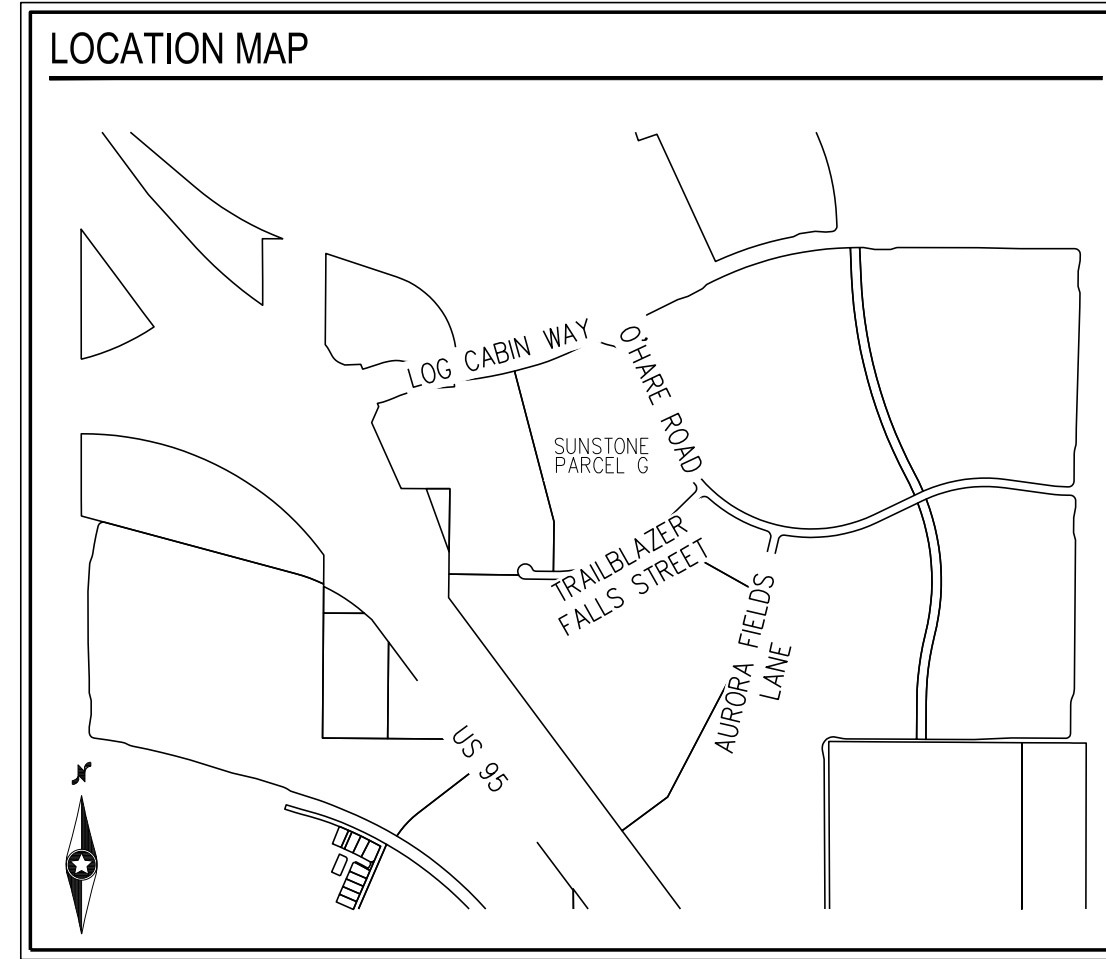 LOCATION MAP
LOG CABIN WAY
O'HARE ROAD
SUNSTONE
PARCEL G
TRAILBLAZER
FALLS STREET
AURORA FIELDS
LANE
US 95
N